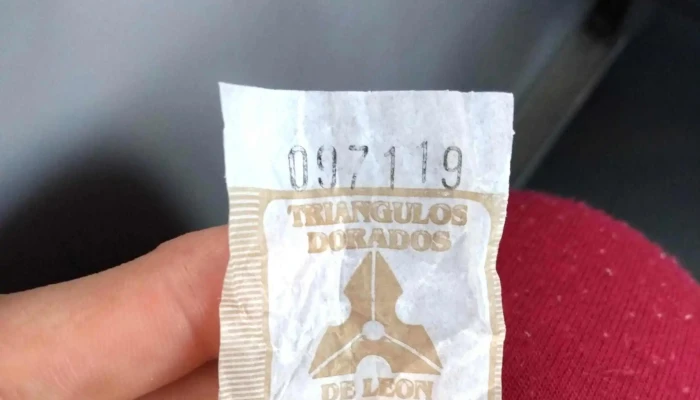 097119
TRIANGULOS
DORADOS
DE LEON